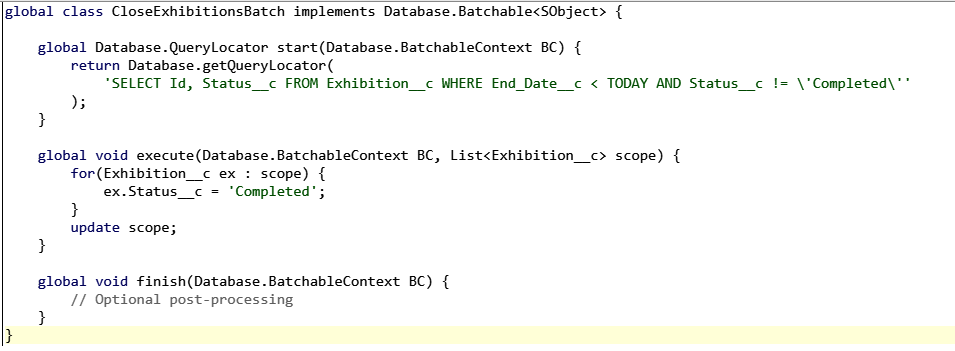 global class CloseExhibitionsBatch implements Database.Batchable<SObject> {
global Database.QueryLocator start(Database.BatchableContext BC) {
return Database.getQueryLocator(
'SELECT Id, Status__c FROM Exhibition__c WHERE End_Date__c < TODAY AND Status__c != \'Completed\''
);
}
global void execute(Database.BatchableContext BC, List<Exhibition__c> scope) {
for(Exhibition__c ex : scope) {
ex.Status__c = 'Completed';
}
update scope;
}
global void finish(Database.BatchableContext BC) {
// Optional post-processing
}
}